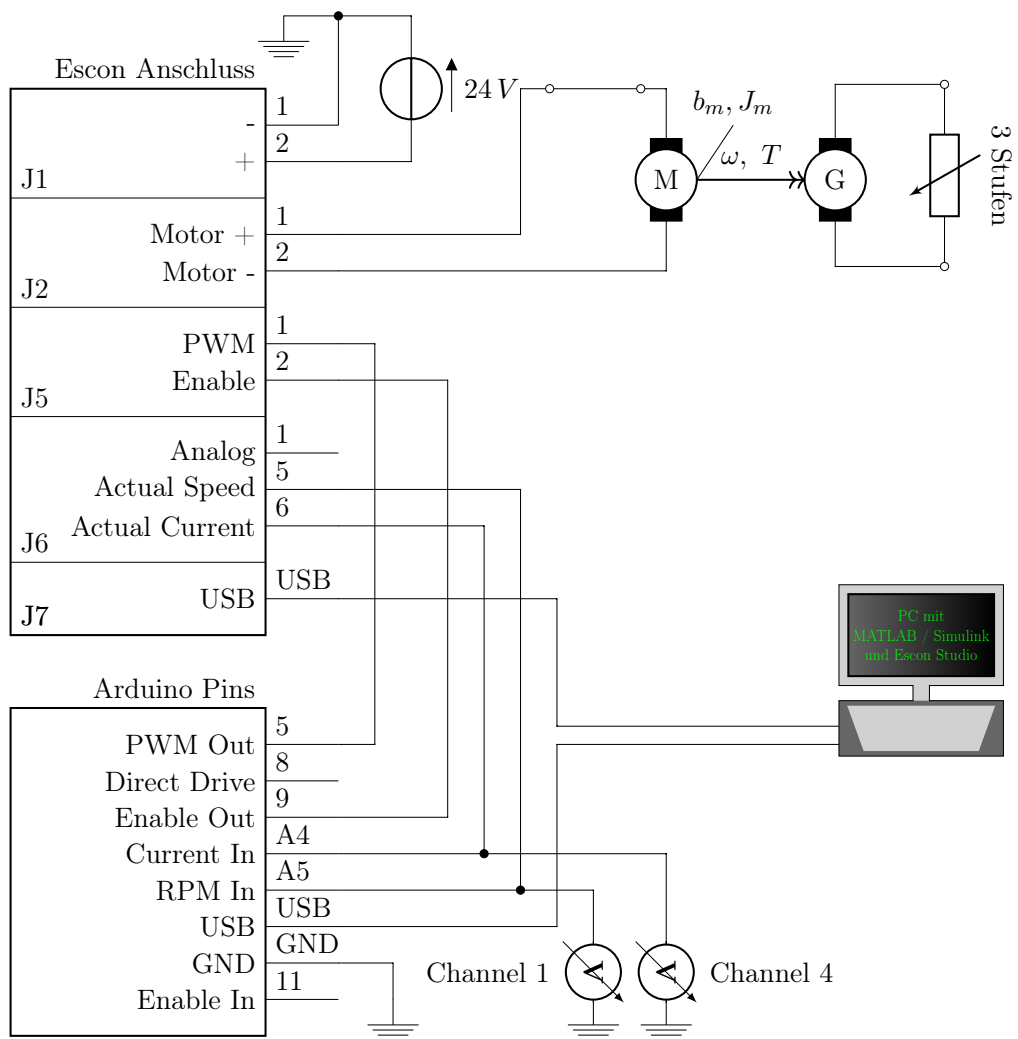 Escon Anschluss
1
-
2
+
J1
24 V
1
Motor +
2
Motor -
J2
b_m, J_m
ω, T
M
G
3 Stufen
1
PWM
2
Enable
J5
1
Analog
5
Actual Speed
6
Actual Current
J6
USB
USB
J7
PC mit
MATLAB / Simulink
und Escon Studio
Arduino Pins
5
PWM Out
8
Direct Drive
9
Enable Out
A4
Current In
A5
RPM In
USB
USB
GND
GND
11
Enable In
Channel 1
V
V
Channel 4